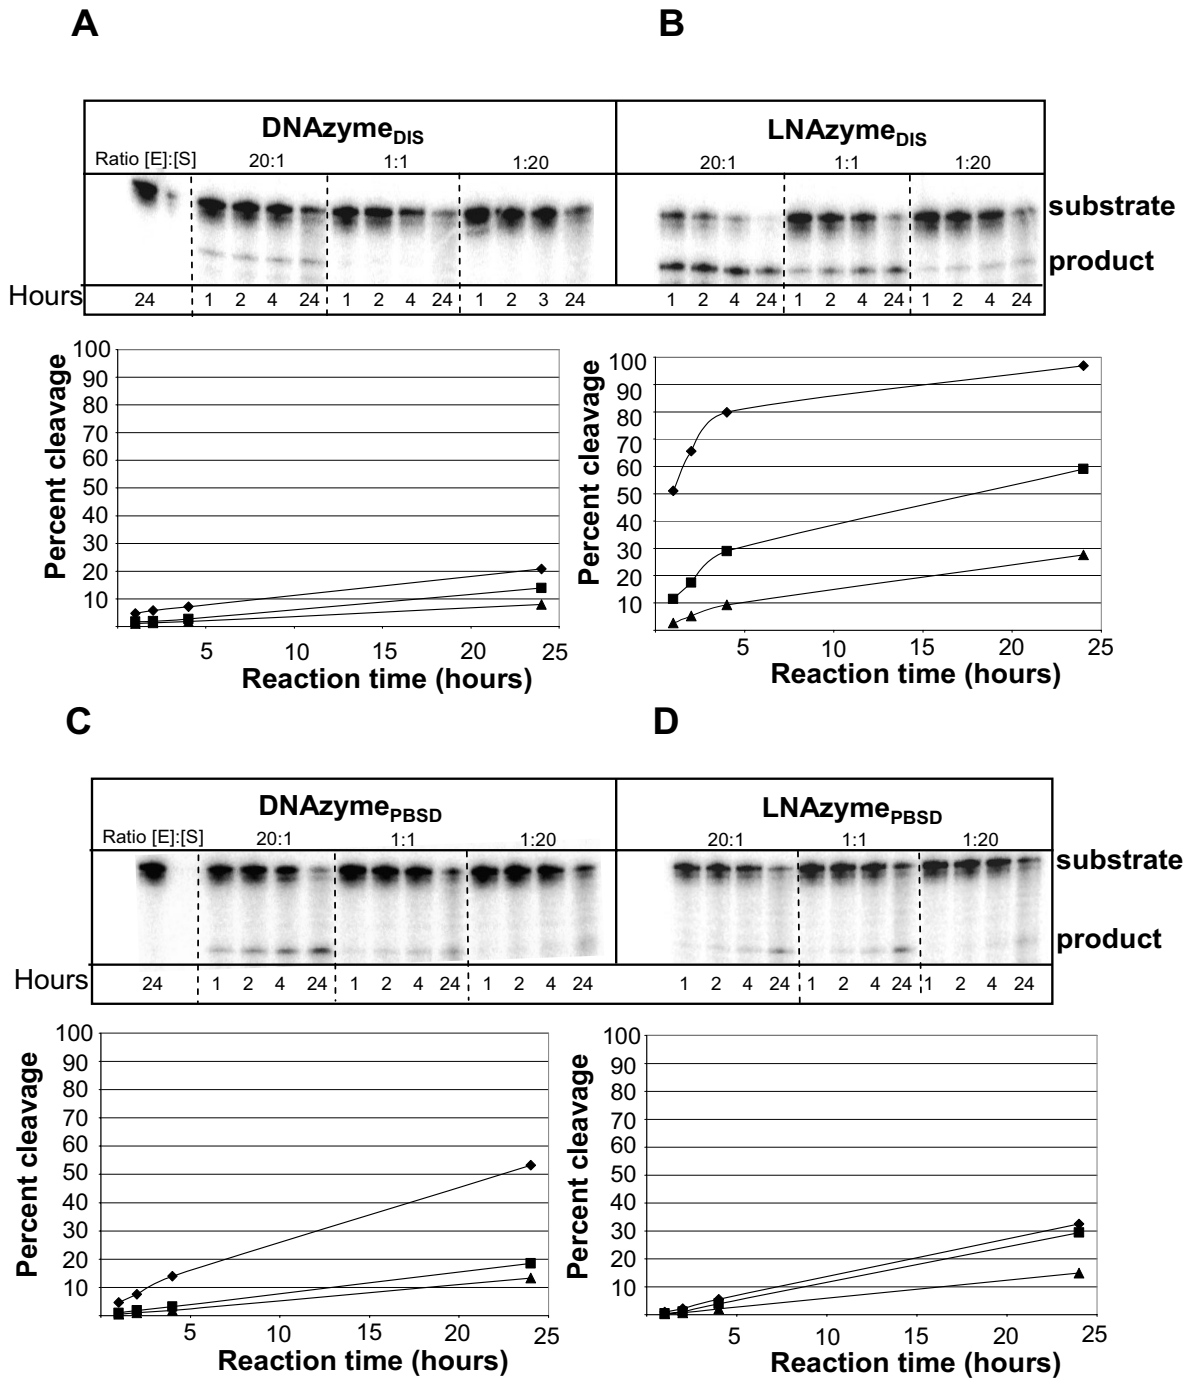 A
B
DNAzymeDIS
LNAzymeDIS
Ratio [E]:[S] 20:1 1:1 1:20
20:1 1:1 1:20
substrate
product
Hours 24 1 2 4 24 1 2 4 24 1 2 3 24
1 2 4 24 1 2 4 24 1 2 4 24
100
90
80
70
60
50
40
30
20
10
Percent cleavage
5 10 15 20 25
Reaction time (hours)
100
90
80
70
60
50
40
30
20
10
Percent cleavage
5 10 15 20 25
Reaction time (hours)
C
D
DNAzymePBSD
LNAzymePBSD
Ratio [E]:[S] 20:1 1:1 1:20
20:1 1:1 1:20
substrate
product
Hours 24 1 2 4 24 1 2 4 24 1 2 4 24
1 2 4 24 1 2 4 24 1 2 4 24
100
90
80
70
60
50
40
30
20
10
Percent cleavage
5 10 15 20 25
Reaction time (hours)
100
90
80
70
60
50
40
30
20
10
Percent cleavage
5 10 15 20 25
Reaction time (hours)